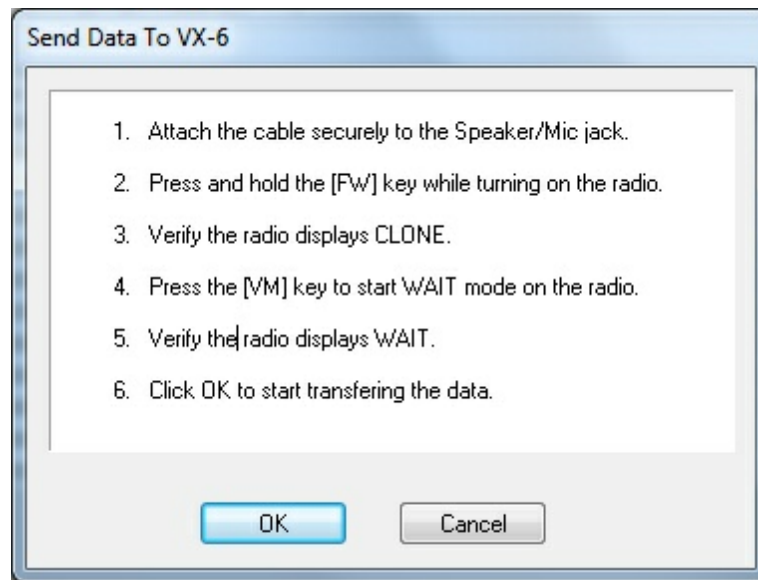 Send Data To VX-6
1. Attach the cable securely to the Speaker/Mic jack.
2. Press and hold the [FW] key while turning on the radio.
3. Verify the radio displays CLONE.
4. Press the [VM] key to start WAIT mode on the radio.
5. Verify the radio displays WAIT.
6. Click OK to start transfering the data.
OK
Cancel